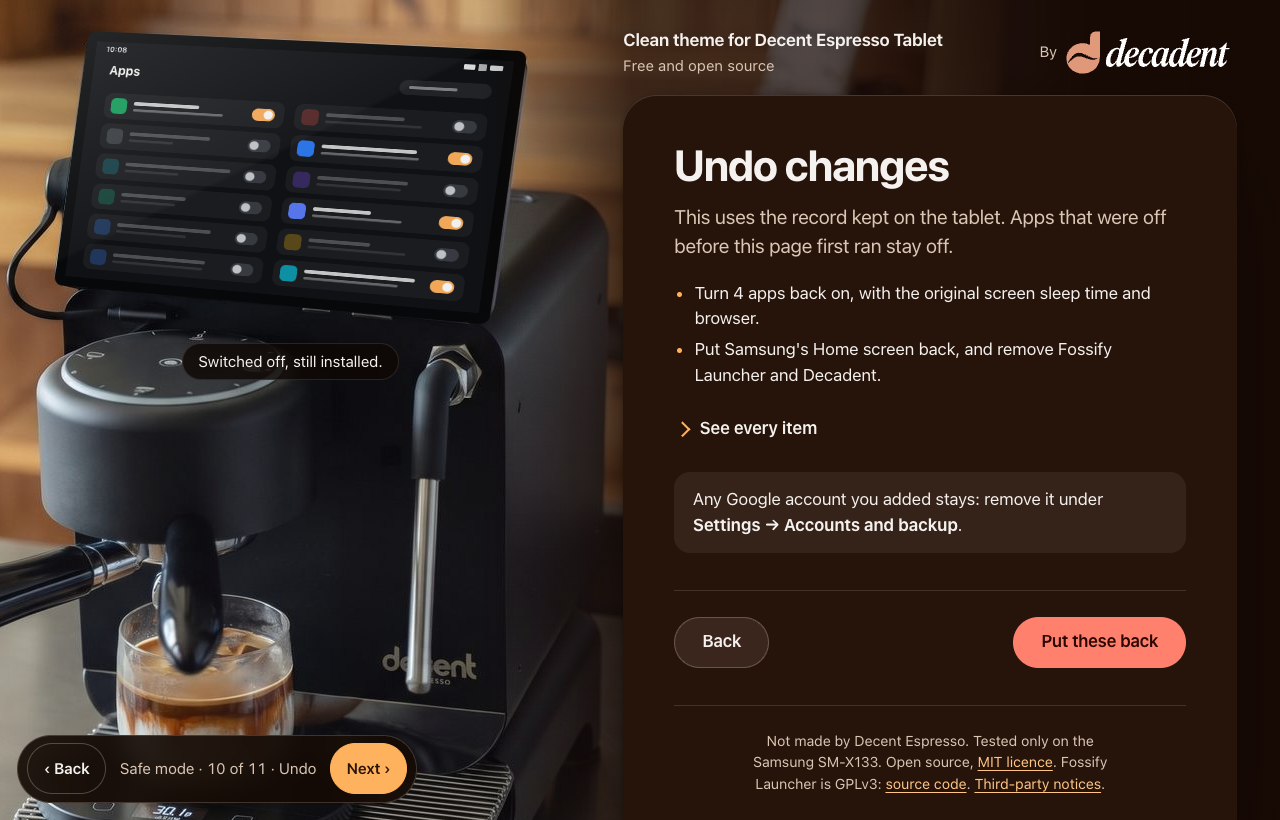 10:08
Apps
Switched off, still installed.
decent
‹ Back
Safe mode · 10 of 11 · Undo
Next ›
30.1
Clean theme for Decent Espresso Tablet
Free and open source
By decadent
Undo changes
This uses the record kept on the tablet. Apps that were off
before this page first ran stay off.
• Turn 4 apps back on, with the original screen sleep time and
browser.
• Put Samsung's Home screen back, and remove Fossify
Launcher and Decadent.
See every item
Any Google account you added stays: remove it under
Settings → Accounts and backup.
Back
Put these back
Not made by Decent Espresso. Tested only on the
Samsung SM-X133. Open source, MIT licence. Fossify
Launcher is GPLv3: source code. Third-party notices.